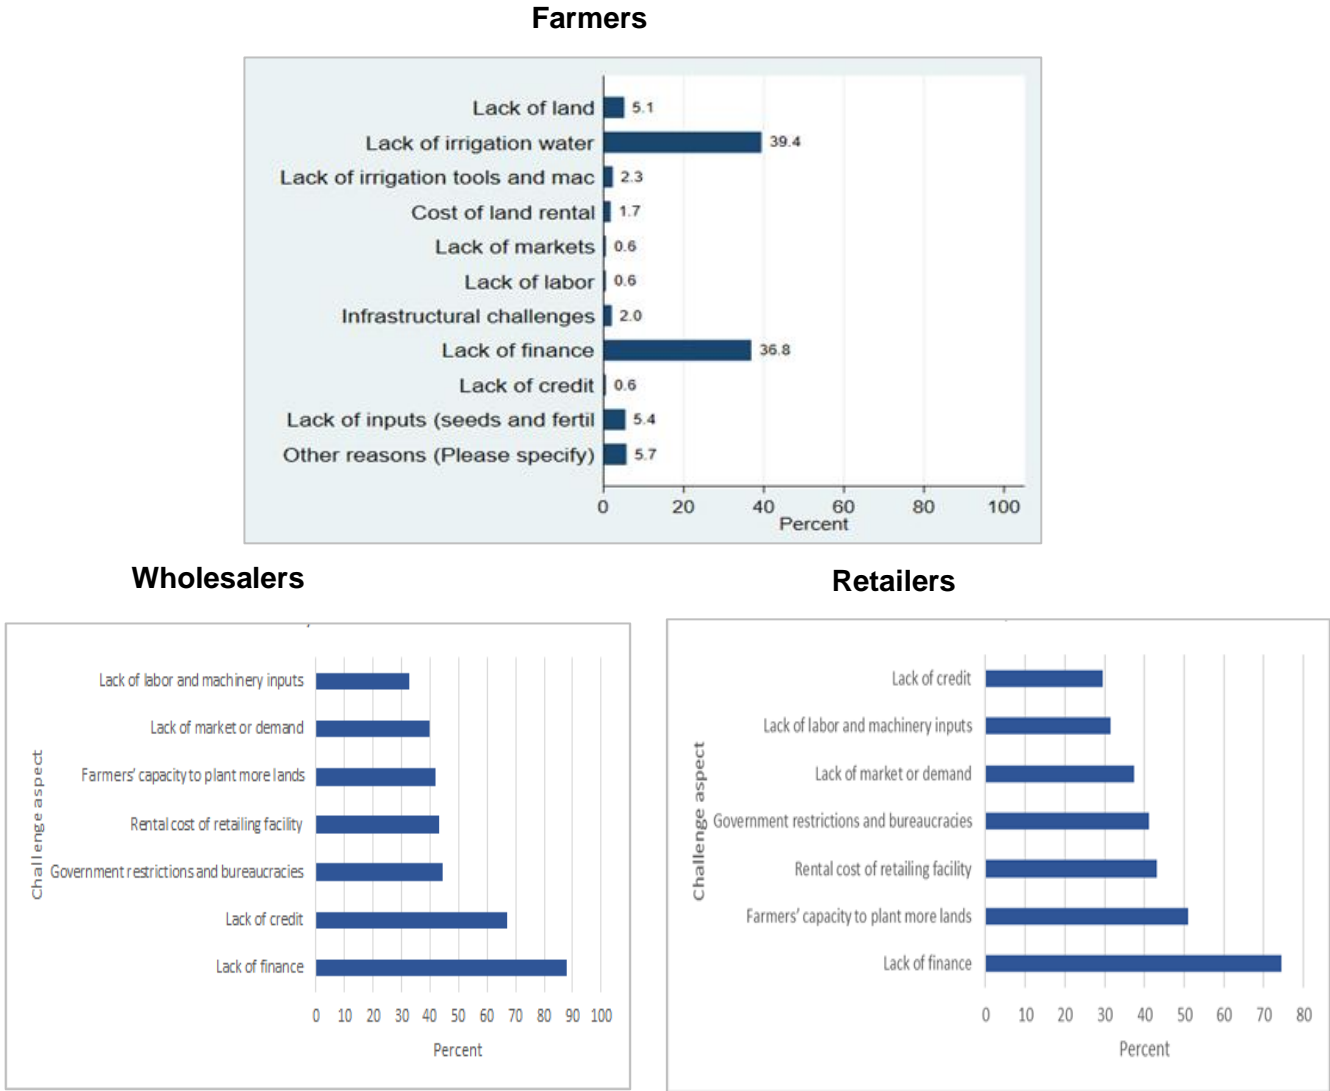 Farmers
Lack of land 5.1
Lack of irrigation water 39.4
Lack of irrigation tools and mac 2.3
Cost of land rental 1.7
Lack of markets 0.6
Lack of labor 0.6
Infrastructural challenges 2.0
Lack of finance 36.8
Lack of credit 0.6
Lack of inputs (seeds and fertil 5.4
Other reasons (Please specify) 5.7
0 20 40 60 80 100
Percent
Wholesalers
Challenge aspect
Lack of labor and machinery inputs
Lack of market or demand
Farmers' capacity to plant more lands
Rental cost of retailing facility
Government restrictions and bureaucracies
Lack of credit
Lack of finance
0 10 20 30 40 50 60 70 80 90 100
Percent
Retailers
Challenge aspect
Lack of credit
Lack of labor and machinery inputs
Lack of market or demand
Government restrictions and bureaucracies
Rental cost of retailing facility
Farmers' capacity to plant more lands
Lack of finance
0 10 20 30 40 50 60 70 80
Percent